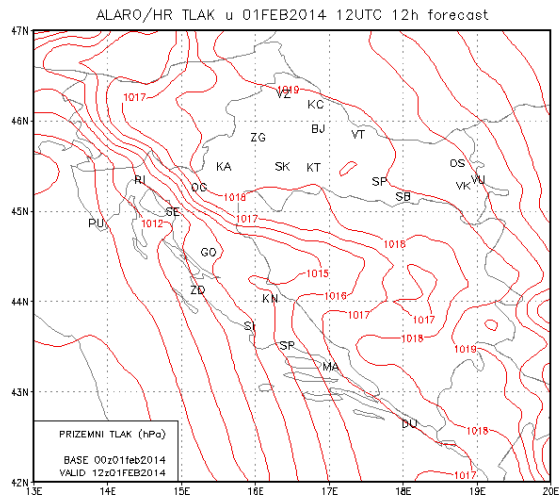 ALARO/HR TLAK u 01FEB2014 12UTC 12h forecast
47N
1019
VZ
1017
KC
46N
BJ
VT
ZG
KA
SK
KT
OS
RI
OG
SP
VU
VK
1018
SB
45N
PU
SE
1012
1017
1018
GO
1015
ZD
KN
1016
44N
1017
1017
SI
1018
SP
1019
MA
43N
DU
1018
PRIZEMNI TLAK (hPa)
BASE 00z01feb2014
VALID 12z01FEB2014
1017
42N
13E 14E 15E 16E 17E 18E 19E 20E